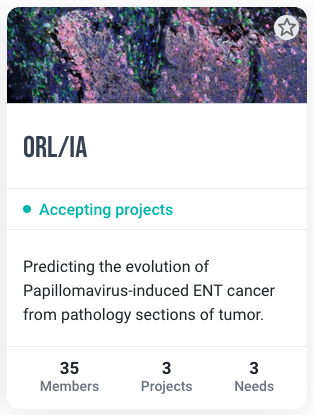 ORL/IA
Accepting projects
Predicting the evolution of
Papillomavirus-induced ENT cancer
from pathology sections of tumor.
35 3 3
Members Projects Needs